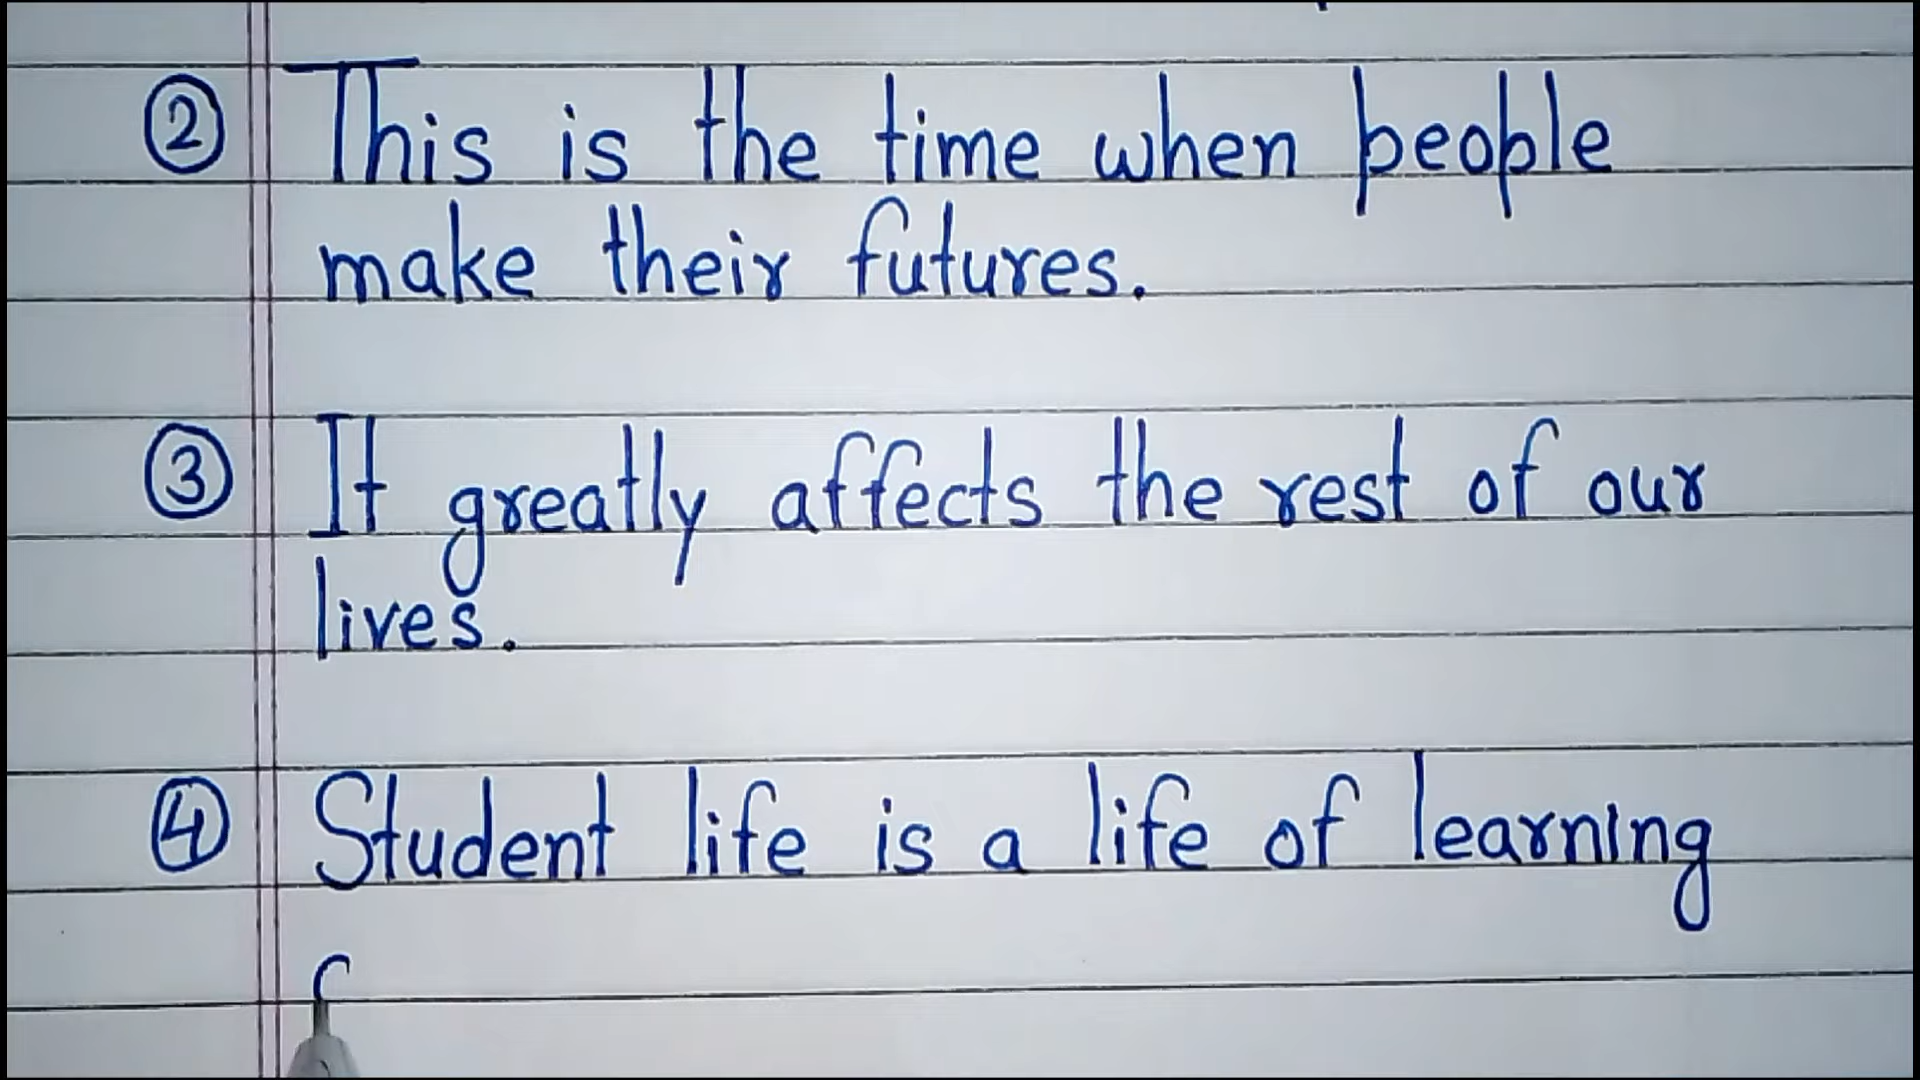 ② This is the time when people
make their futures.
③ It greatly affects the rest of our
lives.
④ Student life is a life of learning